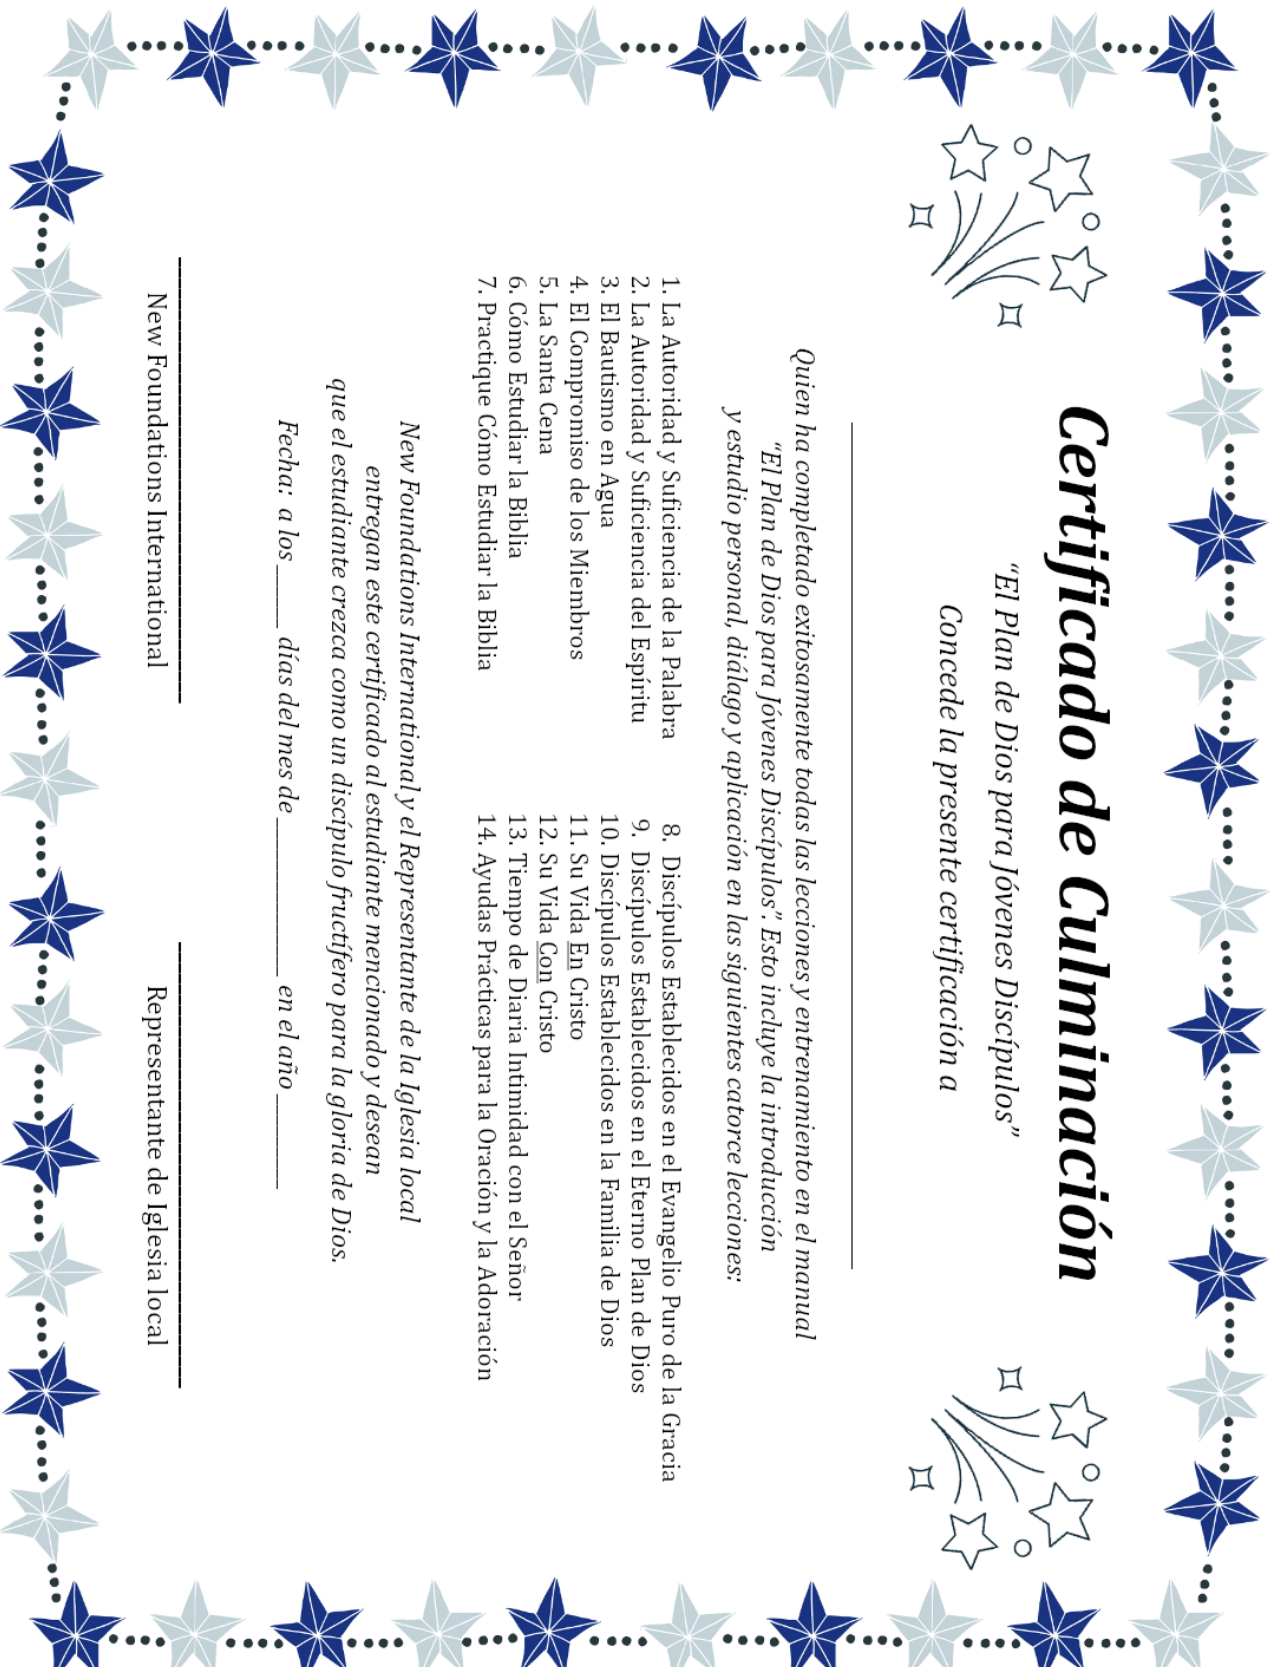 Certificado de Culminación
“El Plan de Dios para Jóvenes Discípulos”
Concede la presente certificación a
Quien ha completado exitosamente todas las lecciones y entrenamiento en el manual
“El Plan de Dios para Jóvenes Discípulos”. Esto incluye la introducción
y estudio personal, diálago y aplicación en las siguientes catorce lecciones:
1. La Autoridad y Suficiencia de la Palabra
2. La Autoridad y Suficiencia del Espíritu
3. El Bautismo en Agua
4. El Compromiso de los Miembros
5. La Santa Cena
6. Cómo Estudiar la Biblia
7. Practique Cómo Estudiar la Biblia
8. Discípulos Establecidos en el Evangelio Puro de la Gracia
9. Discípulos Establecidos en el Eterno Plan de Dios
10. Discípulos Establecidos en la Familia de Dios
11. Su Vida En Cristo
12. Su Vida Con Cristo
13. Tiempo de Diaria Intimidad con el Señor
14. Ayudas Prácticas para la Oración y la Adoración
New Foundations International y el Representante de la Iglesia local
entregan este certificado al estudiante mencionado y desean
que el estudiante crezca como un discípulo fructífero para la gloria de Dios.
Fecha: a los _____ días del mes de _____________ en el año ________
New Foundations International
Representante de Iglesia local